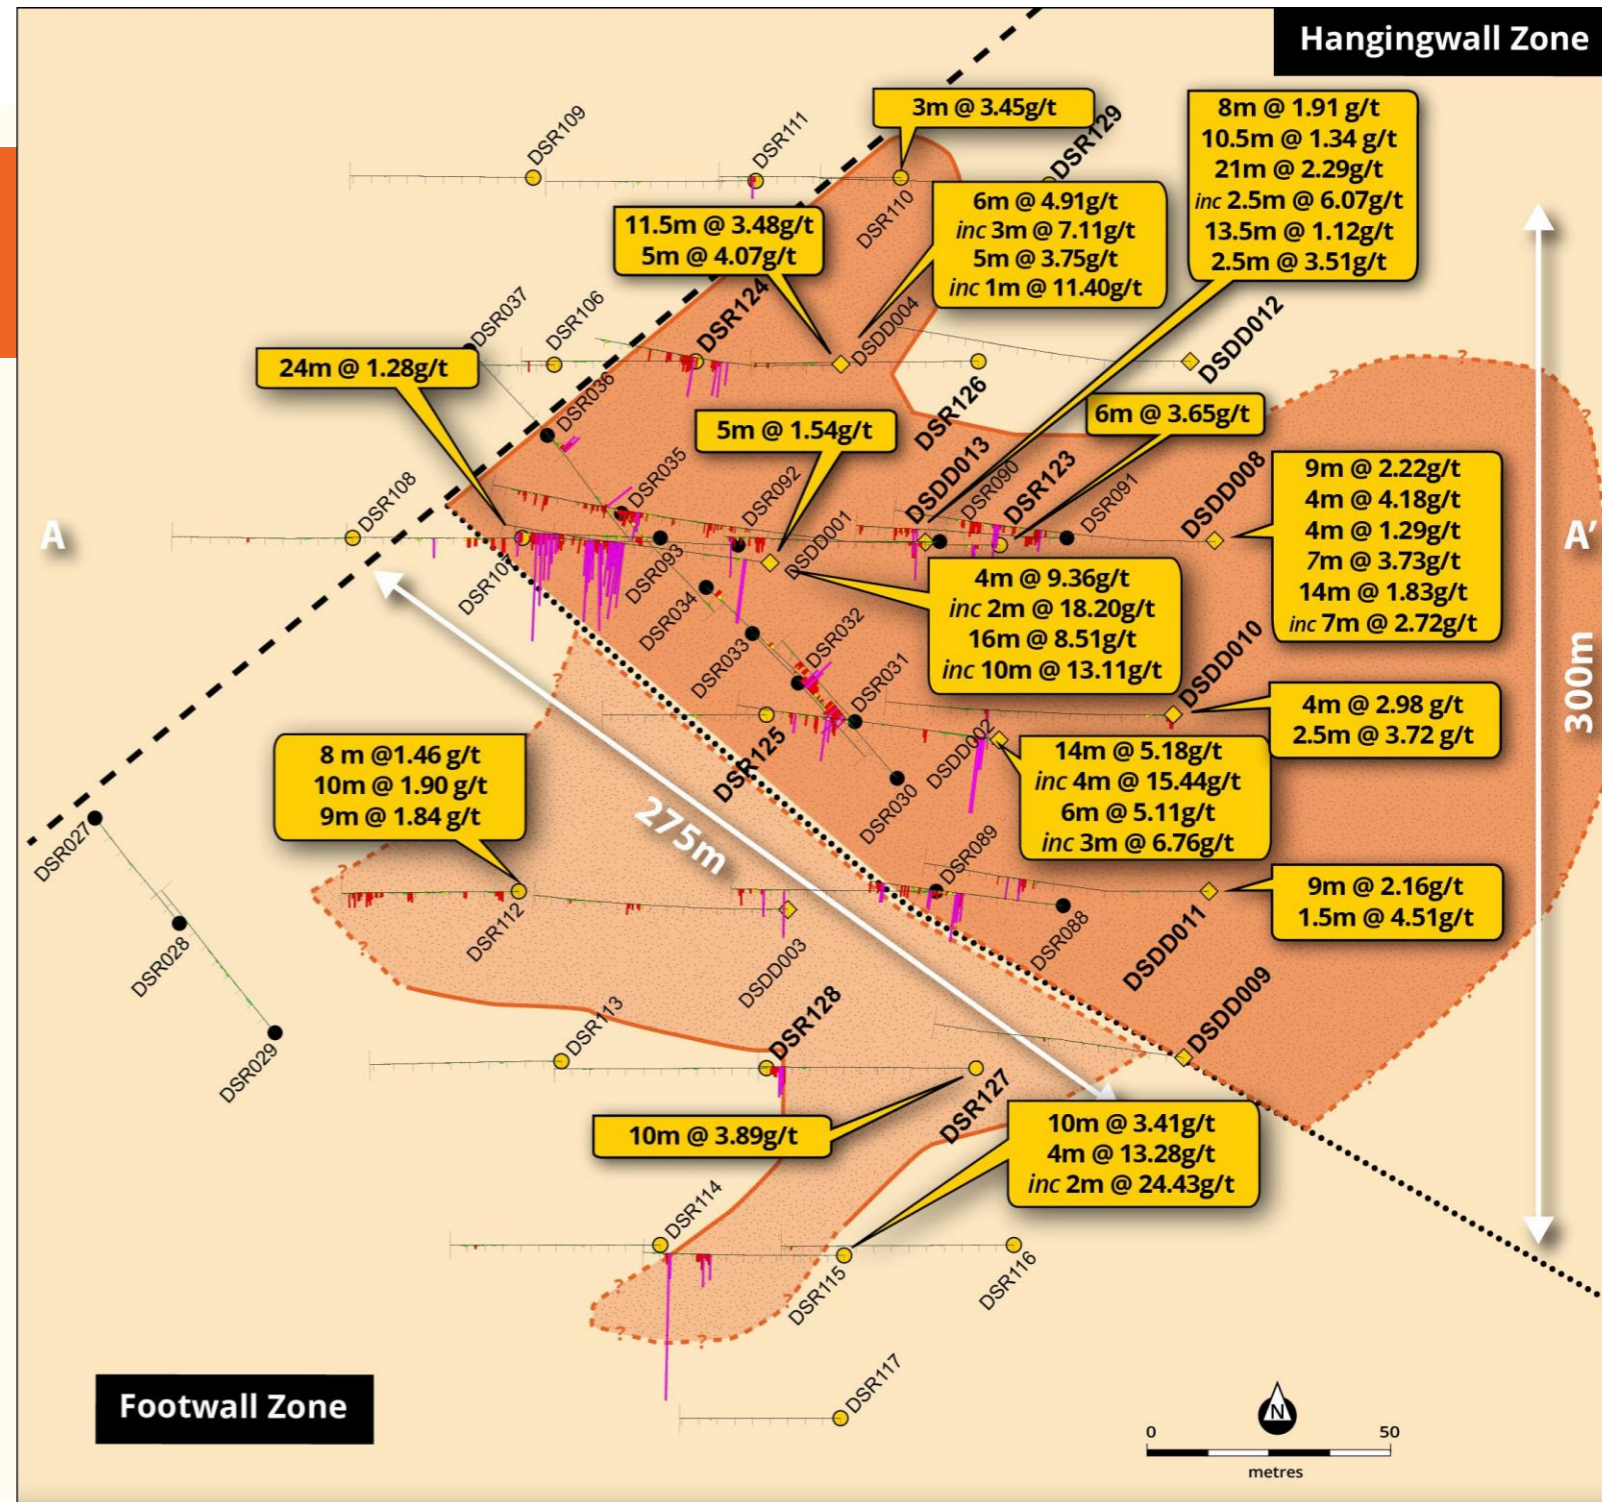 Hangingwall Zone
DSR109
DSR111
3m @ 3.45g/t
DSR129
8m @ 1.91 g/t
10.5m @ 1.34 g/t
21m @ 2.29g/t
inc 2.5m @ 6.07g/t
13.5m @ 1.12g/t
2.5m @ 3.51g/t
DSR110
6m @ 4.91g/t
inc 3m @ 7.11g/t
5m @ 3.75g/t
inc 1m @ 11.40g/t
11.5m @ 3.48g/t
5m @ 4.07g/t
DSR037
DSR106
DSR124
DSDD004
DSDD012
24m @ 1.28g/t
DSR036
DSR126
5m @ 1.54g/t
6m @ 3.65g/t
DSR108
DSR035
DSR092
DSDD013
DSR090
DSR123
DSR091
DSDD008
9m @ 2.22g/t
4m @ 4.18g/t
4m @ 1.29g/t
7m @ 3.73g/t
14m @ 1.83g/t
inc 7m @ 2.72g/t
A
A'
DSR107
DSR093
DSDD001
DSR034
4m @ 9.36g/t
inc 2m @ 18.20g/t
16m @ 8.51g/t
inc 10m @ 13.11g/t
DSR033
DSR032
DSR031
DSDD010
300m
4m @ 2.98 g/t
2.5m @ 3.72 g/t
DSR125
DSDD002
DSR030
14m @ 5.18g/t
inc 4m @ 15.44g/t
6m @ 5.11g/t
inc 3m @ 6.76g/t
8 m @1.46 g/t
10m @ 1.90 g/t
9m @ 1.84 g/t
275m
DSR027
DSR089
9m @ 2.16g/t
1.5m @ 4.51g/t
DSR112
DSDD003
DSR088
DSDD011
DSR028
DSDD009
DSR113
DSR128
DSR029
DSR127
10m @ 3.89g/t
10m @ 3.41g/t
4m @ 13.28g/t
inc 2m @ 24.43g/t
DSR114
DSR115
DSR116
? ? ? ? ? ? ? ? ? ? ? ? ?
DSR117
Footwall Zone
N
0 50
metres